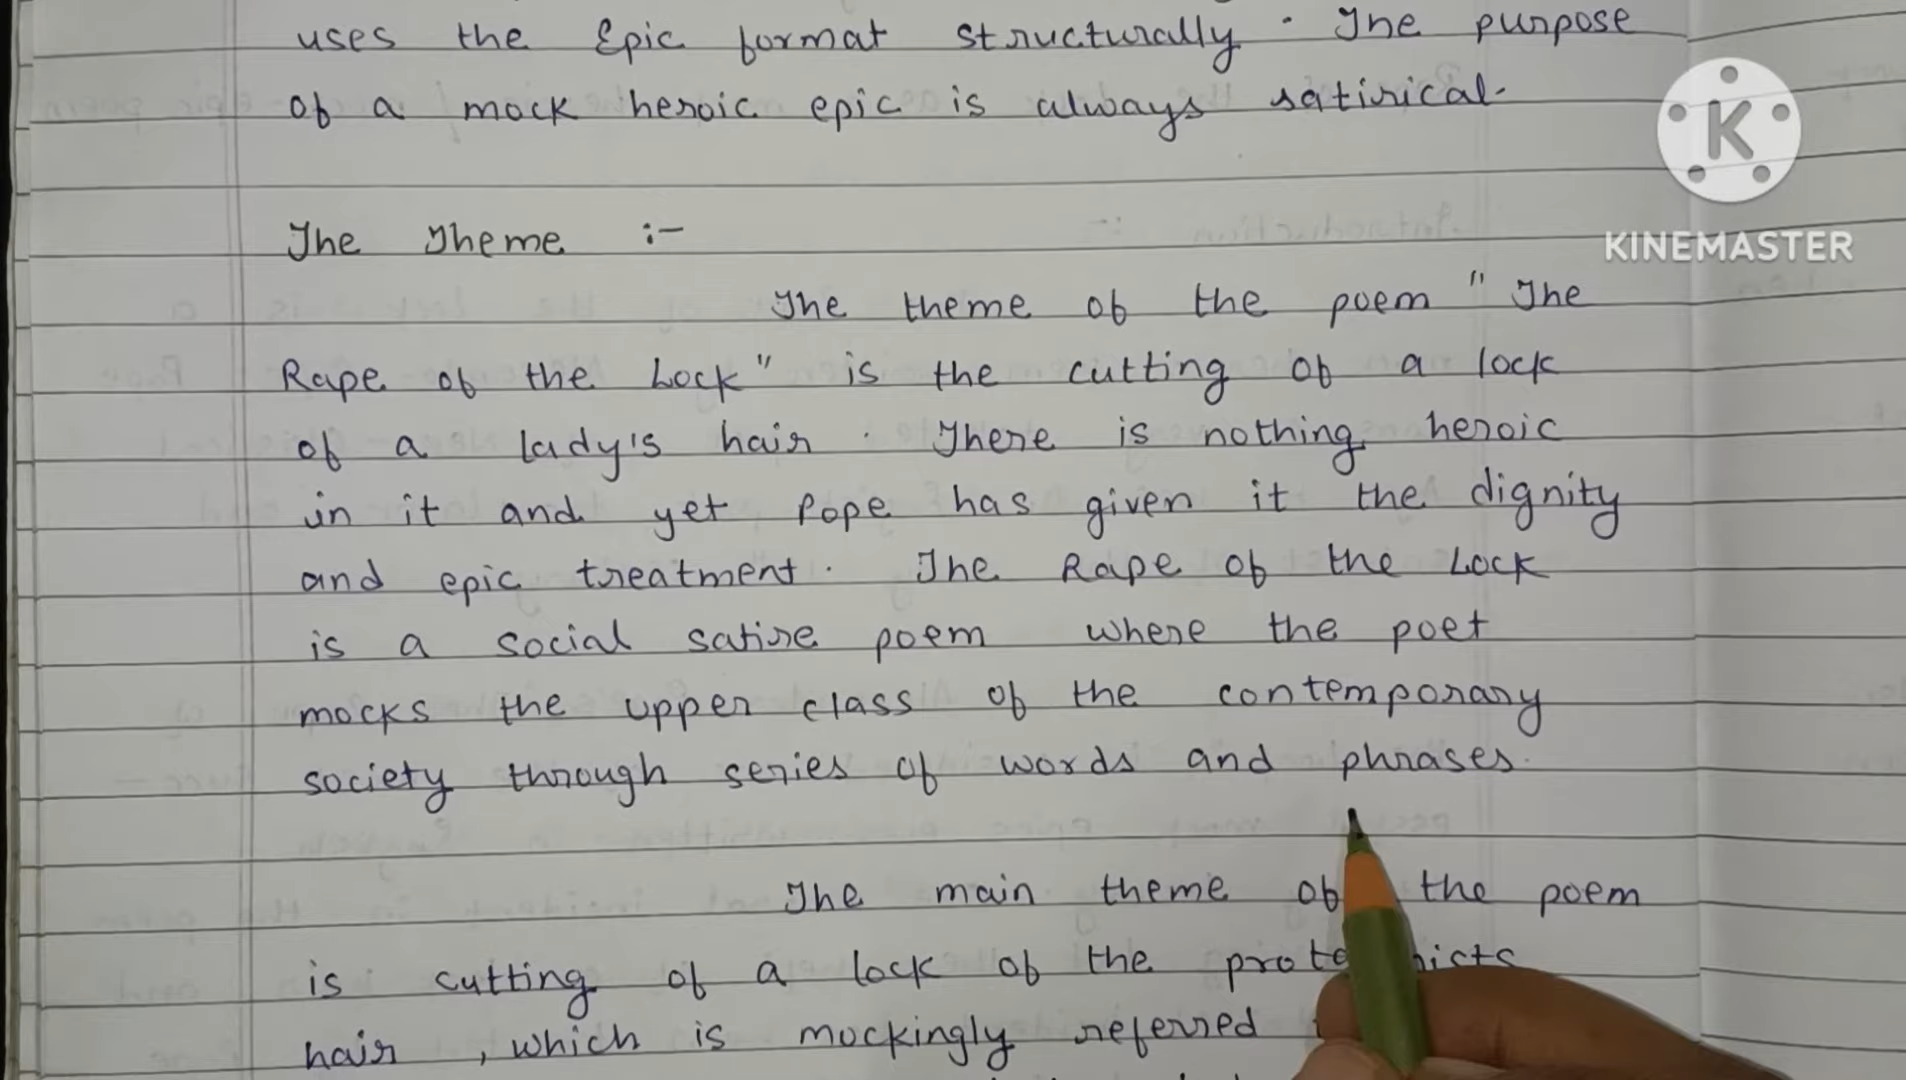 uses the Epic format structurally. The purpose
of a mock heroic epic is always satirical.
The Theme :-
The theme of the poem "The
Rape of the Lock" is the cutting of a lock
of a lady's hair. There is nothing heroic
in it and yet Pope has given it the dignity
and epic treatment. The Rape of the Lock
is a social satire poem where the poet
mocks the upper class of the contemporary
society through series of words and phrases.
The main theme of the poem
is cutting of a lock of the
hair, which is mockingly referred
K
KINEMASTER